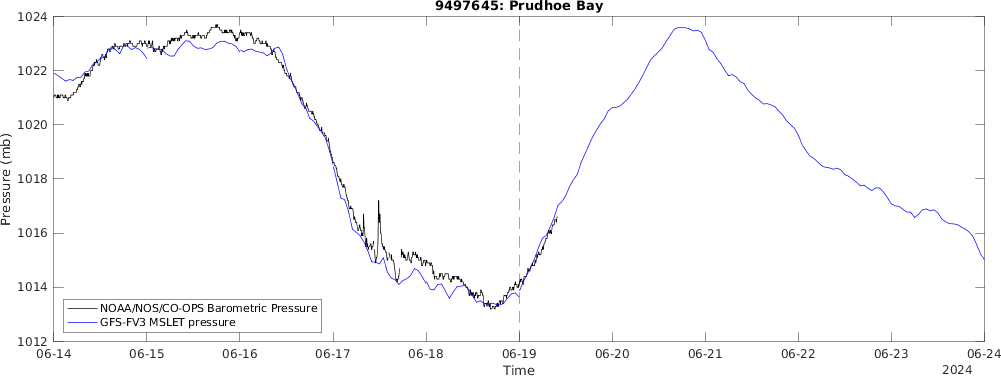 9497645: Prudhoe Bay
Pressure (mb)
1024
1022
1020
1018
1016
1014
1012
NOAA/NOS/CO-OPS Barometric Pressure
GFS-FV3 MSLET pressure
06-14 06-15 06-16 06-17 06-18 06-19 06-20 06-21 06-22 06-23 06-24
Time
2024